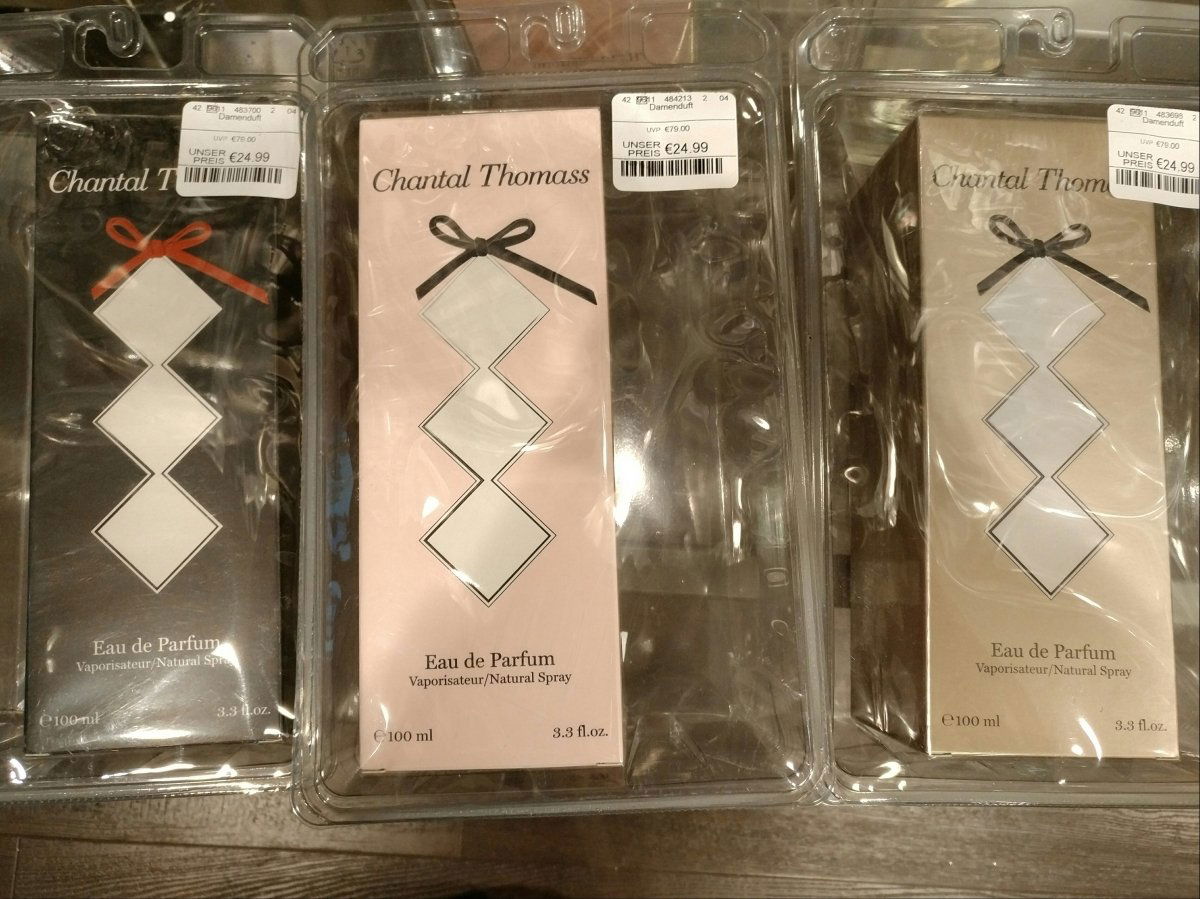 42 2311 483700 2 04
Damenduft
UVP €79.00
UNSER
PREIS €24.99
Chantal T
Eau de Parfum
Vaporisateur/Natural Spray
℮100 ml
3.3 fl.oz.
42 2311 484213 2 04
Damenduft
UVP €79.00
UNSER
PREIS €24.99
Chantal Thomass
Eau de Parfum
Vaporisateur/Natural Spray
℮100 ml
3.3 fl.oz.
42 11 483698 2
Damenduft
UVP €79.00
UNSER
PREIS €24.99
Chantal Thom
Eau de Parfum
Vaporisateur/Natural Spray
℮100 ml
3.3 fl.oz.